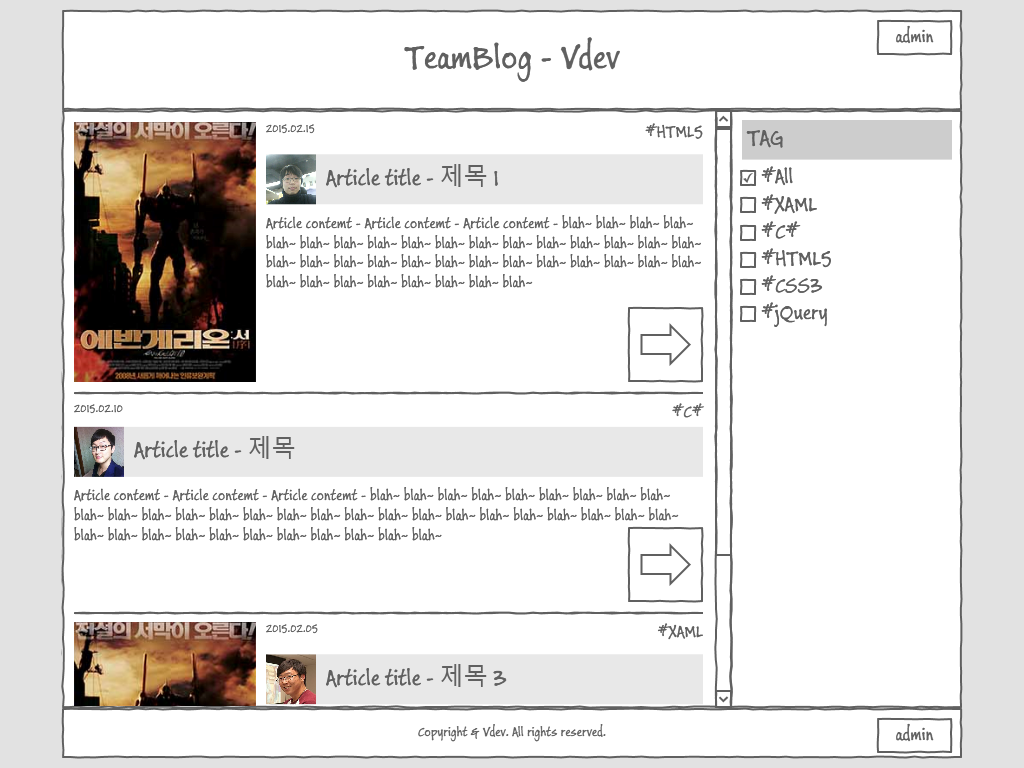 TeamBlog - Vdev
admin
전설의 서막이 오른다!
에반게리온:서
2015.02.15
#HTML5
Article title - 제목 1
Article contemt - Article contemt - Article contemt - blah~ blah~ blah~ blah~
blah~ blah~ blah~ blah~ blah~ blah~ blah~ blah~ blah~ blah~ blah~ blah~ blah~
blah~ blah~ blah~ blah~ blah~ blah~ blah~ blah~ blah~ blah~ blah~ blah~ blah~
blah~ blah~ blah~ blah~ blah~ blah~ blah~ blah~
2015.02.10
#C#
Article title - 제목
Article contemt - Article contemt - Article contemt - blah~ blah~ blah~ blah~ blah~ blah~ blah~ blah~ blah~
blah~ blah~ blah~ blah~ blah~ blah~ blah~ blah~ blah~ blah~ blah~ blah~ blah~ blah~ blah~ blah~ blah~ blah~
blah~ blah~ blah~ blah~ blah~ blah~ blah~ blah~ blah~ blah~ blah~
전설의 서막이 오른다!
2015.02.05
#XAML
Article title - 제목 3
TAG
#All
#XAML
#C#
#HTML5
#CSS3
#jQuery
Copyright & Vdev. All rights reserved.
admin